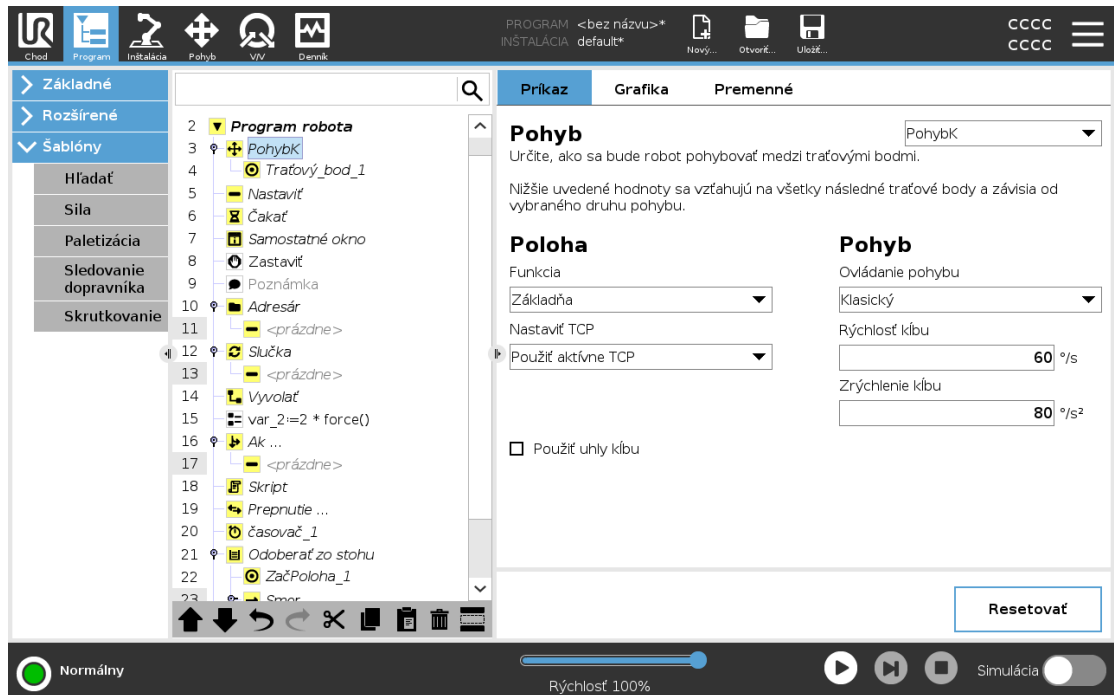 Chod
Program
Inštalácia
Pohyb
V/V
Denník
PROGRAM <bez názvu>*
INŠTALÁCIA default*
Nový...
Otvoriť...
Uložiť...
CCCC
CCCC
Základné
Rozšírené
Šablóny
Hľadať
Sila
Paletizácia
Sledovanie
dopravníka
Skrutkovanie
2 Program robota
3 PohybK
4 Traťový_bod_1
5 Nastaviť
6 Čakať
7 Samostatné okno
8 Zastaviť
9 Poznámka
10 Adresár
11 <prázdne>
12 Slučka
13 <prázdne>
14 Vyvolať
15 var_2:=2 * force()
16 Ak ...
17 <prázdne>
18 Skript
19 Prepnutie ...
20 časovač_1
21 Odoberať zo stohu
22 ZačPoloha_1
23 Smer
Príkaz
Grafika
Premenné
Pohyb
PohybK
Určite, ako sa bude robot pohybovať medzi traťovými bodmi.
Nižšie uvedené hodnoty sa vzťahujú na všetky následné traťové body a závisia od
vybraného druhu pohybu.
Poloha
Funkcia
Základňa
Nastaviť TCP
Použiť aktívne TCP
Pohyb
Ovládanie pohybu
Klasický
Rýchlosť kĺbu
60 °/s
Zrýchlenie kĺbu
80 °/s²
Použiť uhly kĺbu
Resetovať
Normálny
Rýchlosť 100%
Simulácia